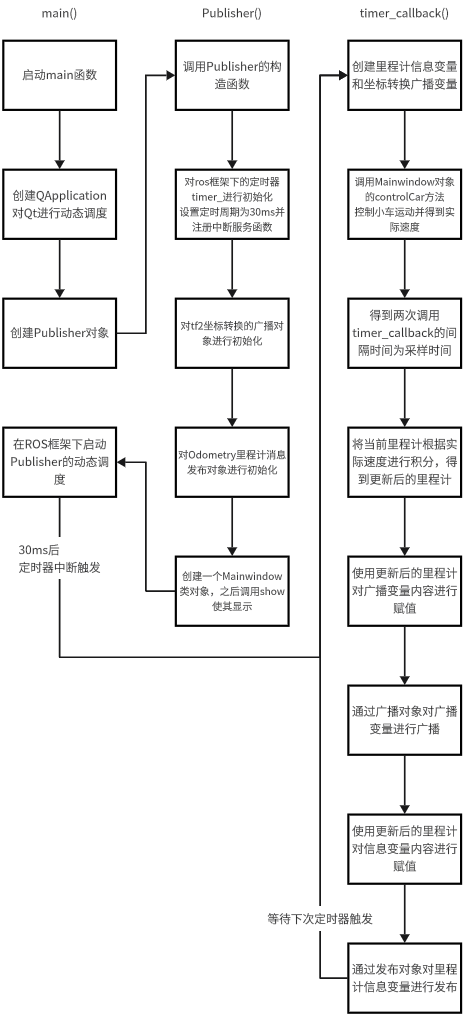 main()
启动main函数
创建QApplication
对Qt进行动态调度
创建Publisher对象
在ROS框架下启动
Publisher的动态调
度
30ms后
定时器中断触发
Publisher()
调用Publisher的构
造函数
对ros框架下的定时器
timer_进行初始化
设置定时周期为30ms并
注册中断服务函数
对tf2坐标转换的广播对
象进行初始化
对Odometry里程计消息
发布对象进行初始化
创建一个Mainwindow
类对象，之后调用show
使其显示
timer_callback()
创建里程计信息变量
和坐标转换广播变量
调用Mainwindow对象
的controlCar方法
控制小车运动并得到实
际速度
得到两次调用
timer_callback的间
隔时间为采样时间
将当前里程计根据实
际速度进行积分，得
到更新后的里程计
使用更新后的里程计
对广播变量内容进行
赋值
通过广播对象对广播
变量进行广播
使用更新后的里程计
对信息变量内容进行
赋值
等待下次定时器触发
通过发布对象对里程
计信息变量进行发布